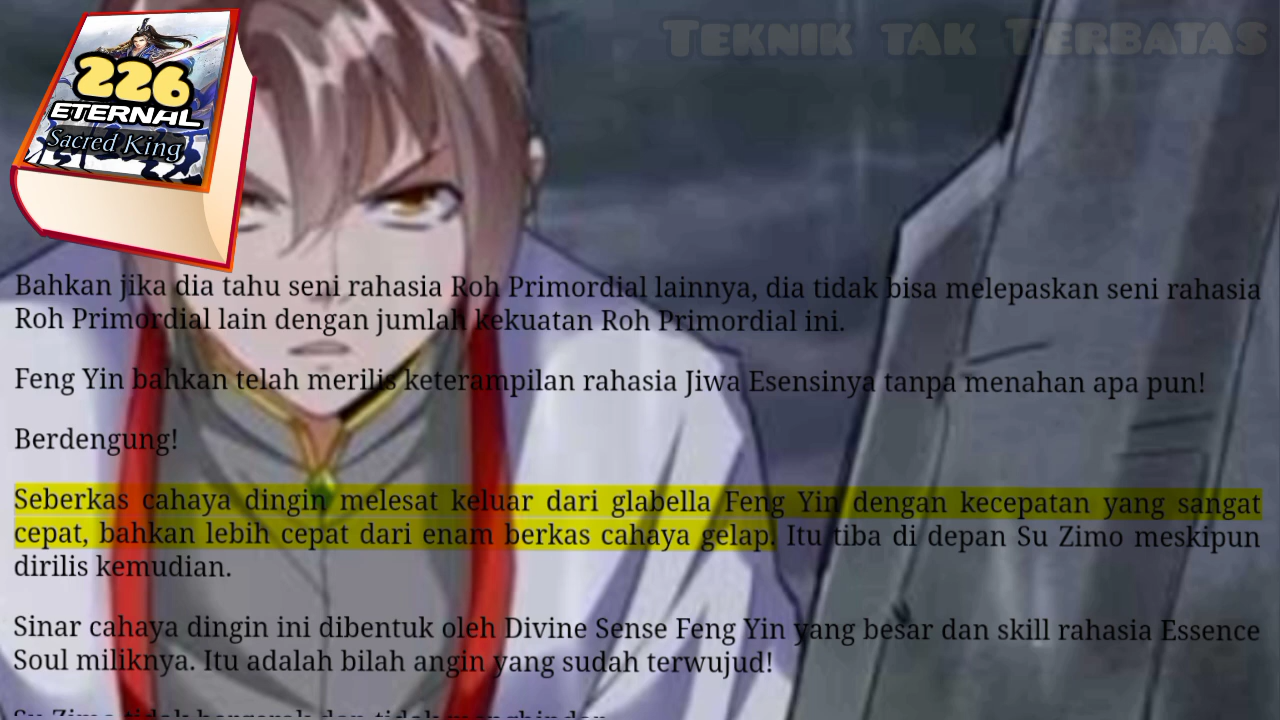 Teknik tak Terbatas
226
ETERNAL
Sacred King
Bahkan jika dia tahu seni rahasia Roh Primordial lainnya, dia tidak bisa melepaskan seni rahasia
Roh Primordial lain dengan jumlah kekuatan Roh Primordial ini.
Feng Yin bahkan telah merilis keterampilan rahasia Jiwa Esensinya tanpa menahan apa pun!
Berdengung!
Seberkas cahaya dingin melesat keluar dari glabella Feng Yin dengan kecepatan yang sangat
cepat, bahkan lebih cepat dari enam berkas cahaya gelap. Itu tiba di depan Su Zimo meskipun
dirilis kemudian.
Sinar cahaya dingin ini dibentuk oleh Divine Sense Feng Yin yang besar dan skill rahasia Essence
Soul miliknya. Itu adalah bilah angin yang sudah terwujud!